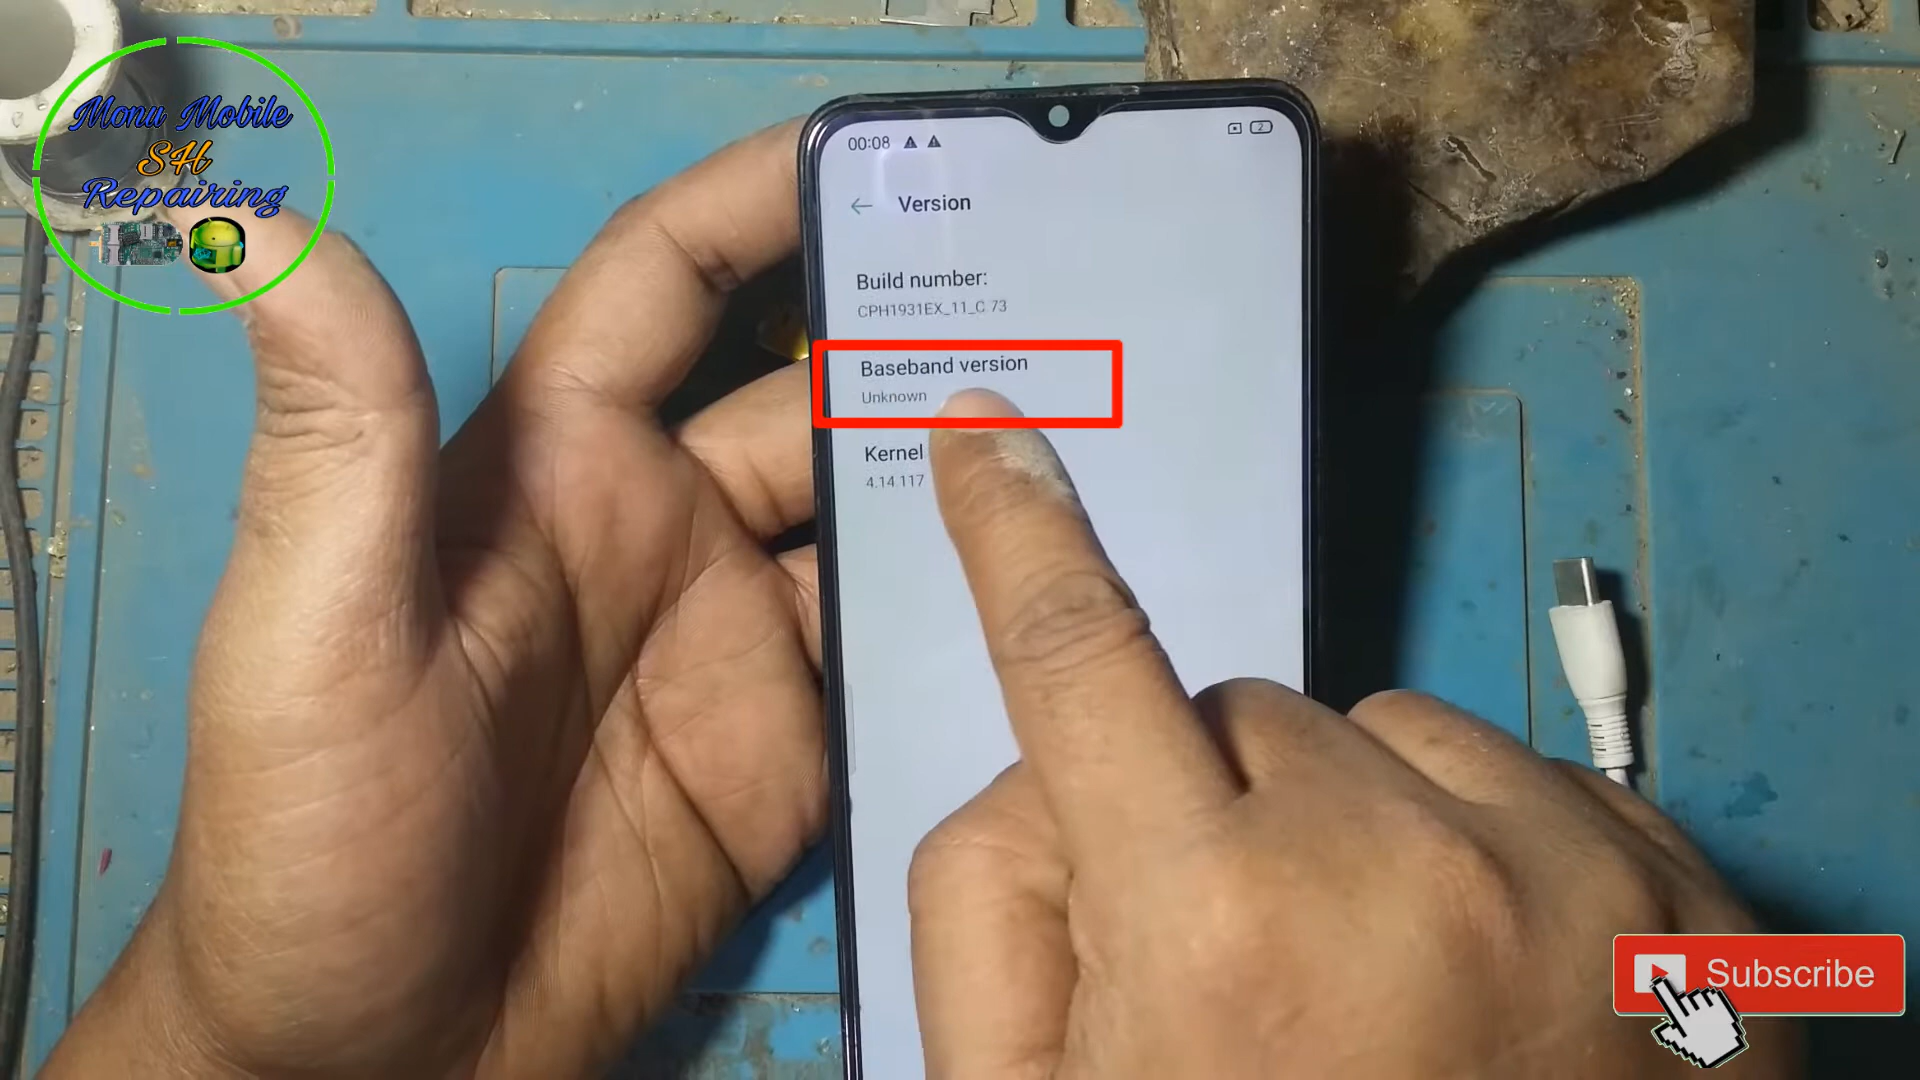 Monu Mobile
SH
Repairing
00:08
2
Version
Build number:
CPH1931EX_11_C.73
Baseband version
Unknown
Kernel
4.14.117
Subscribe